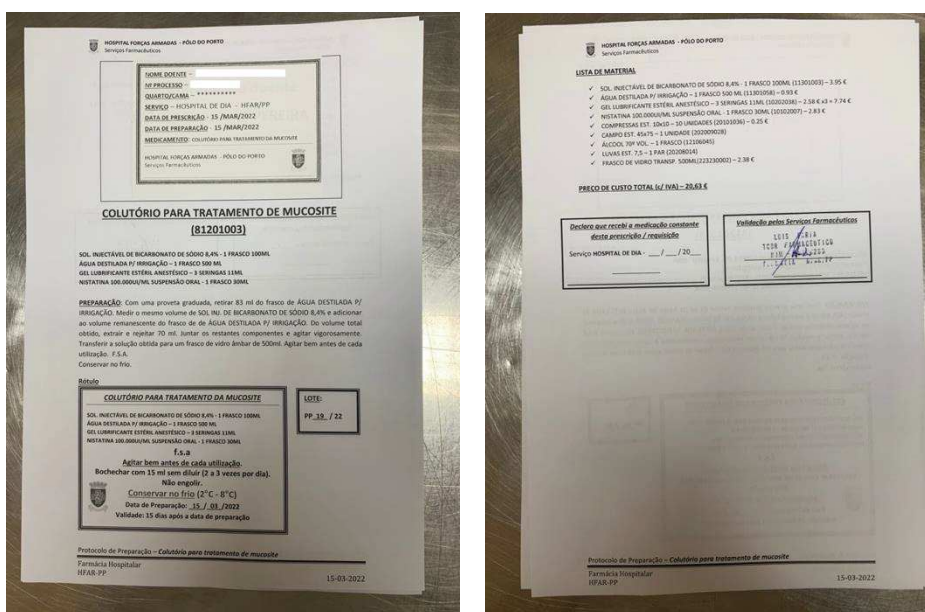 HOSPITAL FORÇAS ARMADAS - PÓLO DO PORTO
Serviços Farmacêuticos
NOME DOENTE –
Nº PROCESSO –
QUARTO/CAMA – **********
SERVIÇO – HOSPITAL DE DIA - HFAR/PP
DATA DE PRESCRIÇÃO - 15 /MAR/2022
DATA DE PREPARAÇÃO - 15 /MAR/2022
MEDICAMENTO: COLUTÓRIO PARA TRATAMENTO DA MUCOSITE
HOSPITAL FORÇAS ARMADAS - PÓLO DO PORTO
Serviços Farmacêuticos
COLUTÓRIO PARA TRATAMENTO DE MUCOSITE
(81201003)
SOL. INJECTÁVEL DE BICARBONATO DE SÓDIO 8,4% - 1 FRASCO 100ML
ÁGUA DESTILADA P/ IRRIGAÇÃO – 1 FRASCO 500 ML
GEL LUBRIFICANTE ESTÉRIL ANESTÉSICO – 3 SERINGAS 11ML
NISTATINA 100.000UI/ML SUSPENSÃO ORAL - 1 FRASCO 30ML
PREPARAÇÃO: Com uma proveta graduada, retirar 83 ml do frasco de ÁGUA DESTILADA P/
IRRIGAÇÃO. Medir o mesmo volume de SOL INJ. DE BICARBONATO DE SÓDIO 8,4% e adicionar
ao volume remanescente do frasco de de ÁGUA DESTILADA P/ IRRIGAÇÃO. Do volume total
obtido, extrair e rejeitar 70 ml. Juntar os restantes componentes e agitar vigorosamente.
Transferir a solução obtida para um frasco de vidro âmbar de 500ml. Agitar bem antes de cada
utilização. F.S.A.
Conservar no frio.
Rótulo
COLUTÓRIO PARA TRATAMENTO DA MUCOSITE
SOL. INJECTÁVEL DE BICARBONATO DE SÓDIO 8,4% - 1 FRASCO 100ML
ÁGUA DESTILADA P/ IRRIGAÇÃO – 1 FRASCO 500 ML
GEL LUBRIFICANTE ESTÉRIL ANESTÉSICO – 3 SERINGAS 11ML
NISTATINA 100.000UI/ML SUSPENSÃO ORAL - 1 FRASCO 30ML
f.s.a
Agitar bem antes de cada utilização.
Bochechar com 15 ml sem diluir (2 a 3 vezes por dia).
Não engolir.
Conservar no frio (2°C - 8°C)
Data de Preparação: 15 / 03 /2022
Validade: 15 dias após a data de preparação
LOTE:
PP 19 / 22
Protocolo de Preparação – Colutório para tratamento de mucosite
Farmácia Hospitalar
HFAR-PP
15-03-2022
HOSPITAL FORÇAS ARMADAS - PÓLO DO PORTO
Serviços Farmacêuticos
LISTA DE MATERIAL
✓ SOL. INJECTÁVEL DE BICARBONATO DE SÓDIO 8,4% - 1 FRASCO 100ML (11301003) – 3.95 €
✓ ÁGUA DESTILADA P/ IRRIGAÇÃO – 1 FRASCO 500 ML (11301058) – 0.93 €
✓ GEL LUBRIFICANTE ESTÉRIL ANESTÉSICO – 3 SERINGAS 11ML (10202038) – 2.58 € x3 = 7.74 €
✓ NISTATINA 100.000UI/ML SUSPENSÃO ORAL - 1 FRASCO 30ML (10102007) – 2.83 €
✓ COMPRESSAS EST. 10x10 – 10 UNIDADES (20101036) – 0.25 €
✓ CAMPO EST. 45x75 – 1 UNIDADE (202009028)
✓ ÁLCOOL 70º VOL. – 1 FRASCO (12106045)
✓ LUVAS EST. 7,5 – 1 PAR (20208014)
✓ FRASCO DE VIDRO TRANSP. 500ML(223230002) – 2.38 €
PREÇO DE CUSTO TOTAL (c/ IVA) – 20,63 €
Declaro que recebi a medicação constante
desta prescrição / requisição
Serviço HOSPITAL DE DIA - ___/___/20___
Validação pelos Serviços Farmacêuticos
LUIS
FARMACÊUTICO
Protocolo de Preparação – Colutório para tratamento de mucosite
Farmácia Hospitalar
HFAR-PP
15-03-2022